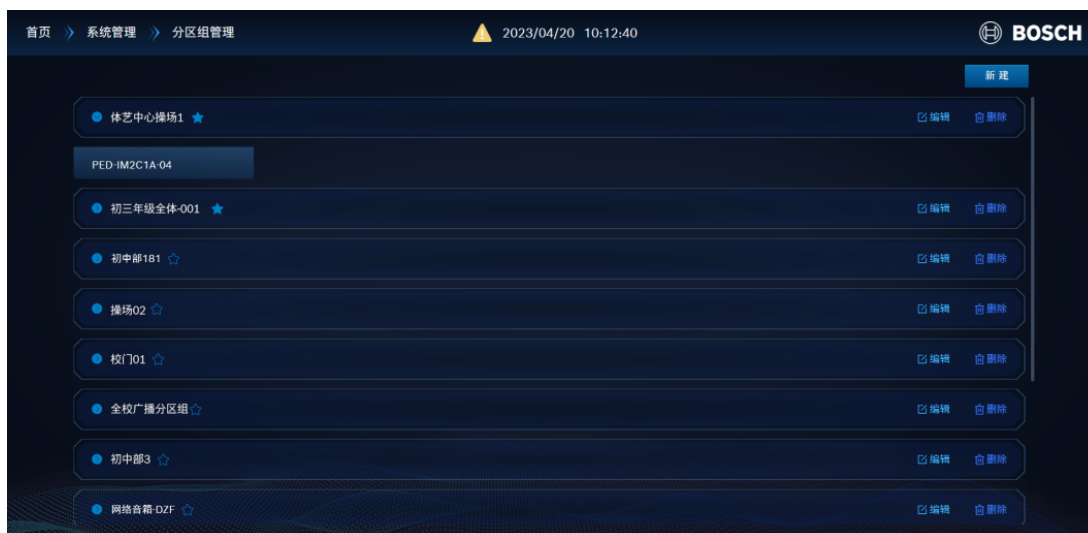 首页 系统管理 分区组管理 2023/04/20 10:12:40 BOSCH
新建
体艺中心操场1 编辑 删除
PED-IM2C1A-04
初三年级全体-001 编辑 删除
初中部181 编辑 删除
操场02 编辑 删除
校门01 编辑 删除
全校广播分区组 编辑 删除
初中部3 编辑 删除
网络音箱-DZF 编辑 删除